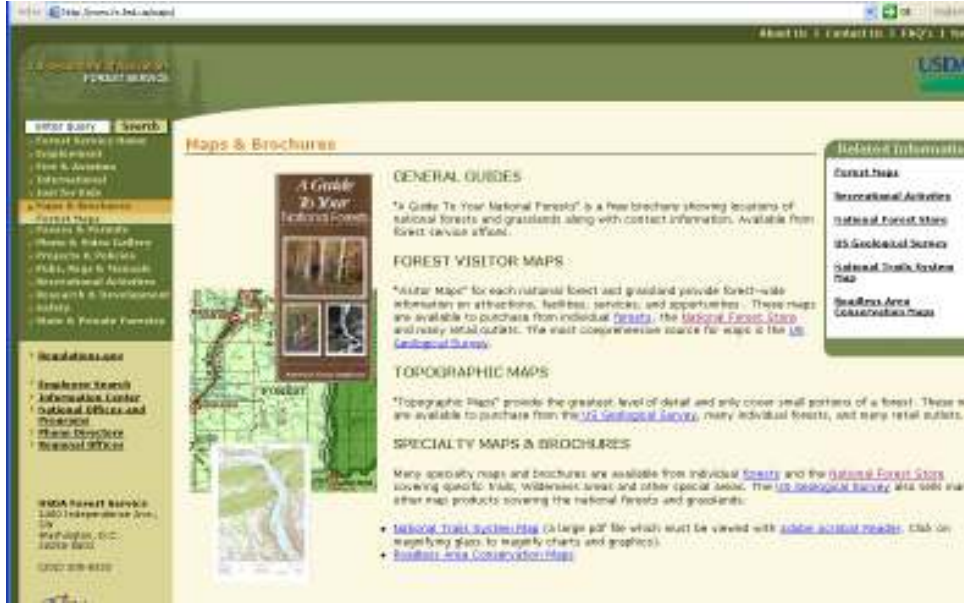 About Us | Contact Us | FAQ's |
FOREST SERVICE
USDA
enter query Search
Forest Service Home
Employment
Fire & Aviation
International
Just for Kids
Maps & Brochures
Forest Maps
Passes & Permits
Photo & Video Gallery
Projects & Policies
Pubs, Regs & Manuals
Recreational Activities
Research & Development
Safety
State & Private Forestry
Regulations.gov
Employee Search
Information Center
National Offices and
Programs
Phone Directory
Regional Offices
USDA Forest Service
1400 Independence Ave.,
SW
Washington, D.C.
Maps & Brochures
A Guide
To Your
National Forests
FOREST
GENERAL GUIDES
"A Guide To Your National Forests" is a free brochure showing locations of
national forests and grasslands along with contact information. Available from
forest service offices.
FOREST VISITOR MAPS
"Visitor Maps" for each national forest and grassland provide forest-wide
information on attractions, facilities, services, and opportunities. These maps
are available to purchase from individual forests, the National Forest Store
and many retail outlets. The most comprehensive source for maps is the US
Geological Survey.
TOPOGRAPHIC MAPS
"Topographic Maps" provide the greatest level of detail and only cover small portions of a forest. These
are available to purchase from the US Geological Survey, many individual forests, and many retail outlets.
SPECIALTY MAPS & BROCHURES
Many specialty maps and brochures are available from individual forests and the National Forest Store
covering specific trails, Wilderness areas and other special areas. The US Geological Survey also sells
other map products covering the national forests and grasslands.
National Trails System Map (a large pdf file which must be viewed with adobe acrobat Reader. Click on
magnifying glass to magnify charts and graphics).
Roadless Area Conservation Maps
Related Information
Forest Maps
Recreational Activities
National Forest Store
US Geological Survey
National Trails System
Map
Roadless Area
Conservation Maps